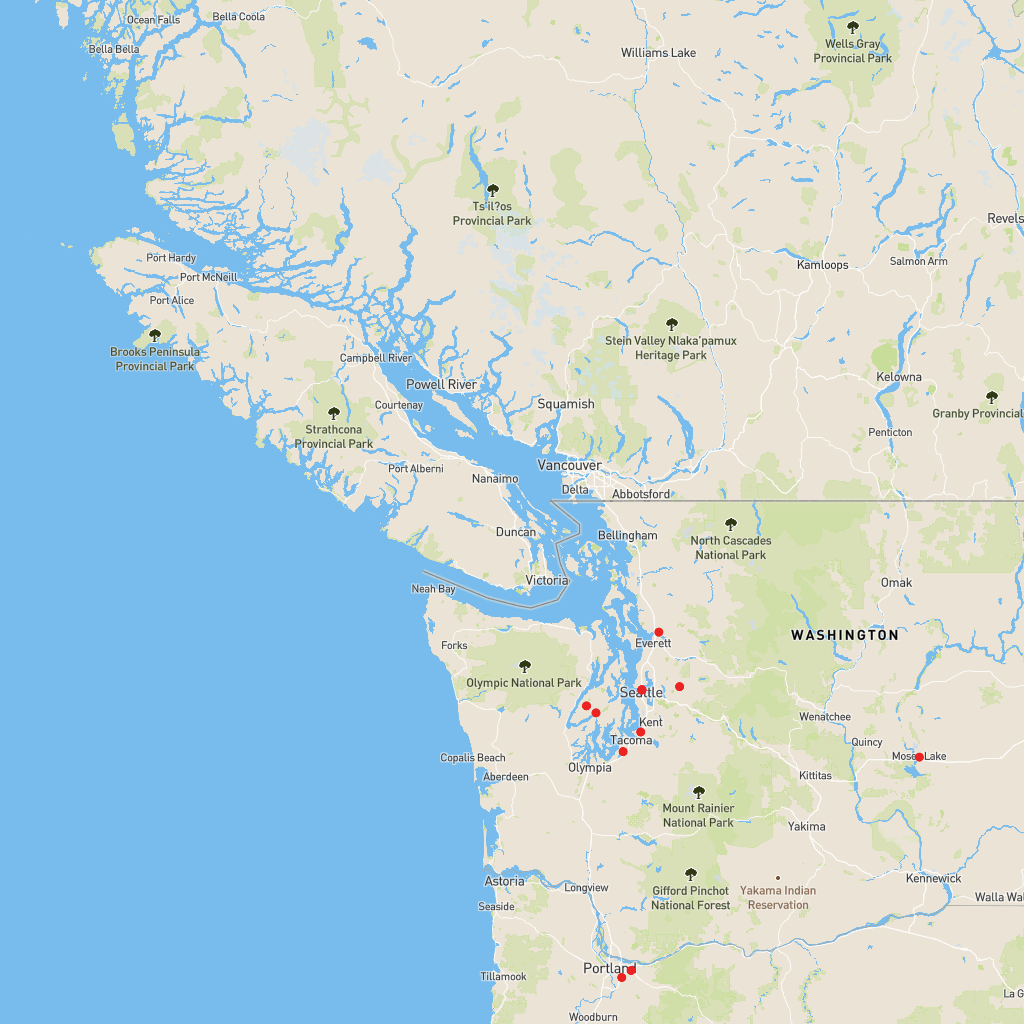 Ocean Falls
Bella Coola
Bella Bella
Williams Lake
Wells Gray
Provincial Park
Ts'il?os
Provincial Park
Revels
Port Hardy
Port McNeill
Port Alice
Kamloops
Salmon Arm
Brooks Peninsula
Provincial Park
Stein Valley Nlaka'pamux
Heritage Park
Campbell River
Powell River
Courtenay
Squamish
Kelowna
Granby Provincial
Strathcona
Provincial Park
Penticton
Port Alberni
Nanaimo
Vancouver
Delta
Abbotsford
Duncan
Bellingham
North Cascades
National Park
Victoria
Neah Bay
Omak
WASHINGTON
Everett
Forks
Olympic National Park
Seattle
Kent
Tacoma
Wenatchee
Quincy
Copalis Beach
Olympia
Moses Lake
Aberdeen
Kittitas
Mount Rainier
National Park
Yakima
Astoria
Longview
Gifford Pinchot
National Forest
Yakama Indian
Reservation
Kennewick
Walla Wal
Seaside
Portland
Tillamook
La G
Woodburn